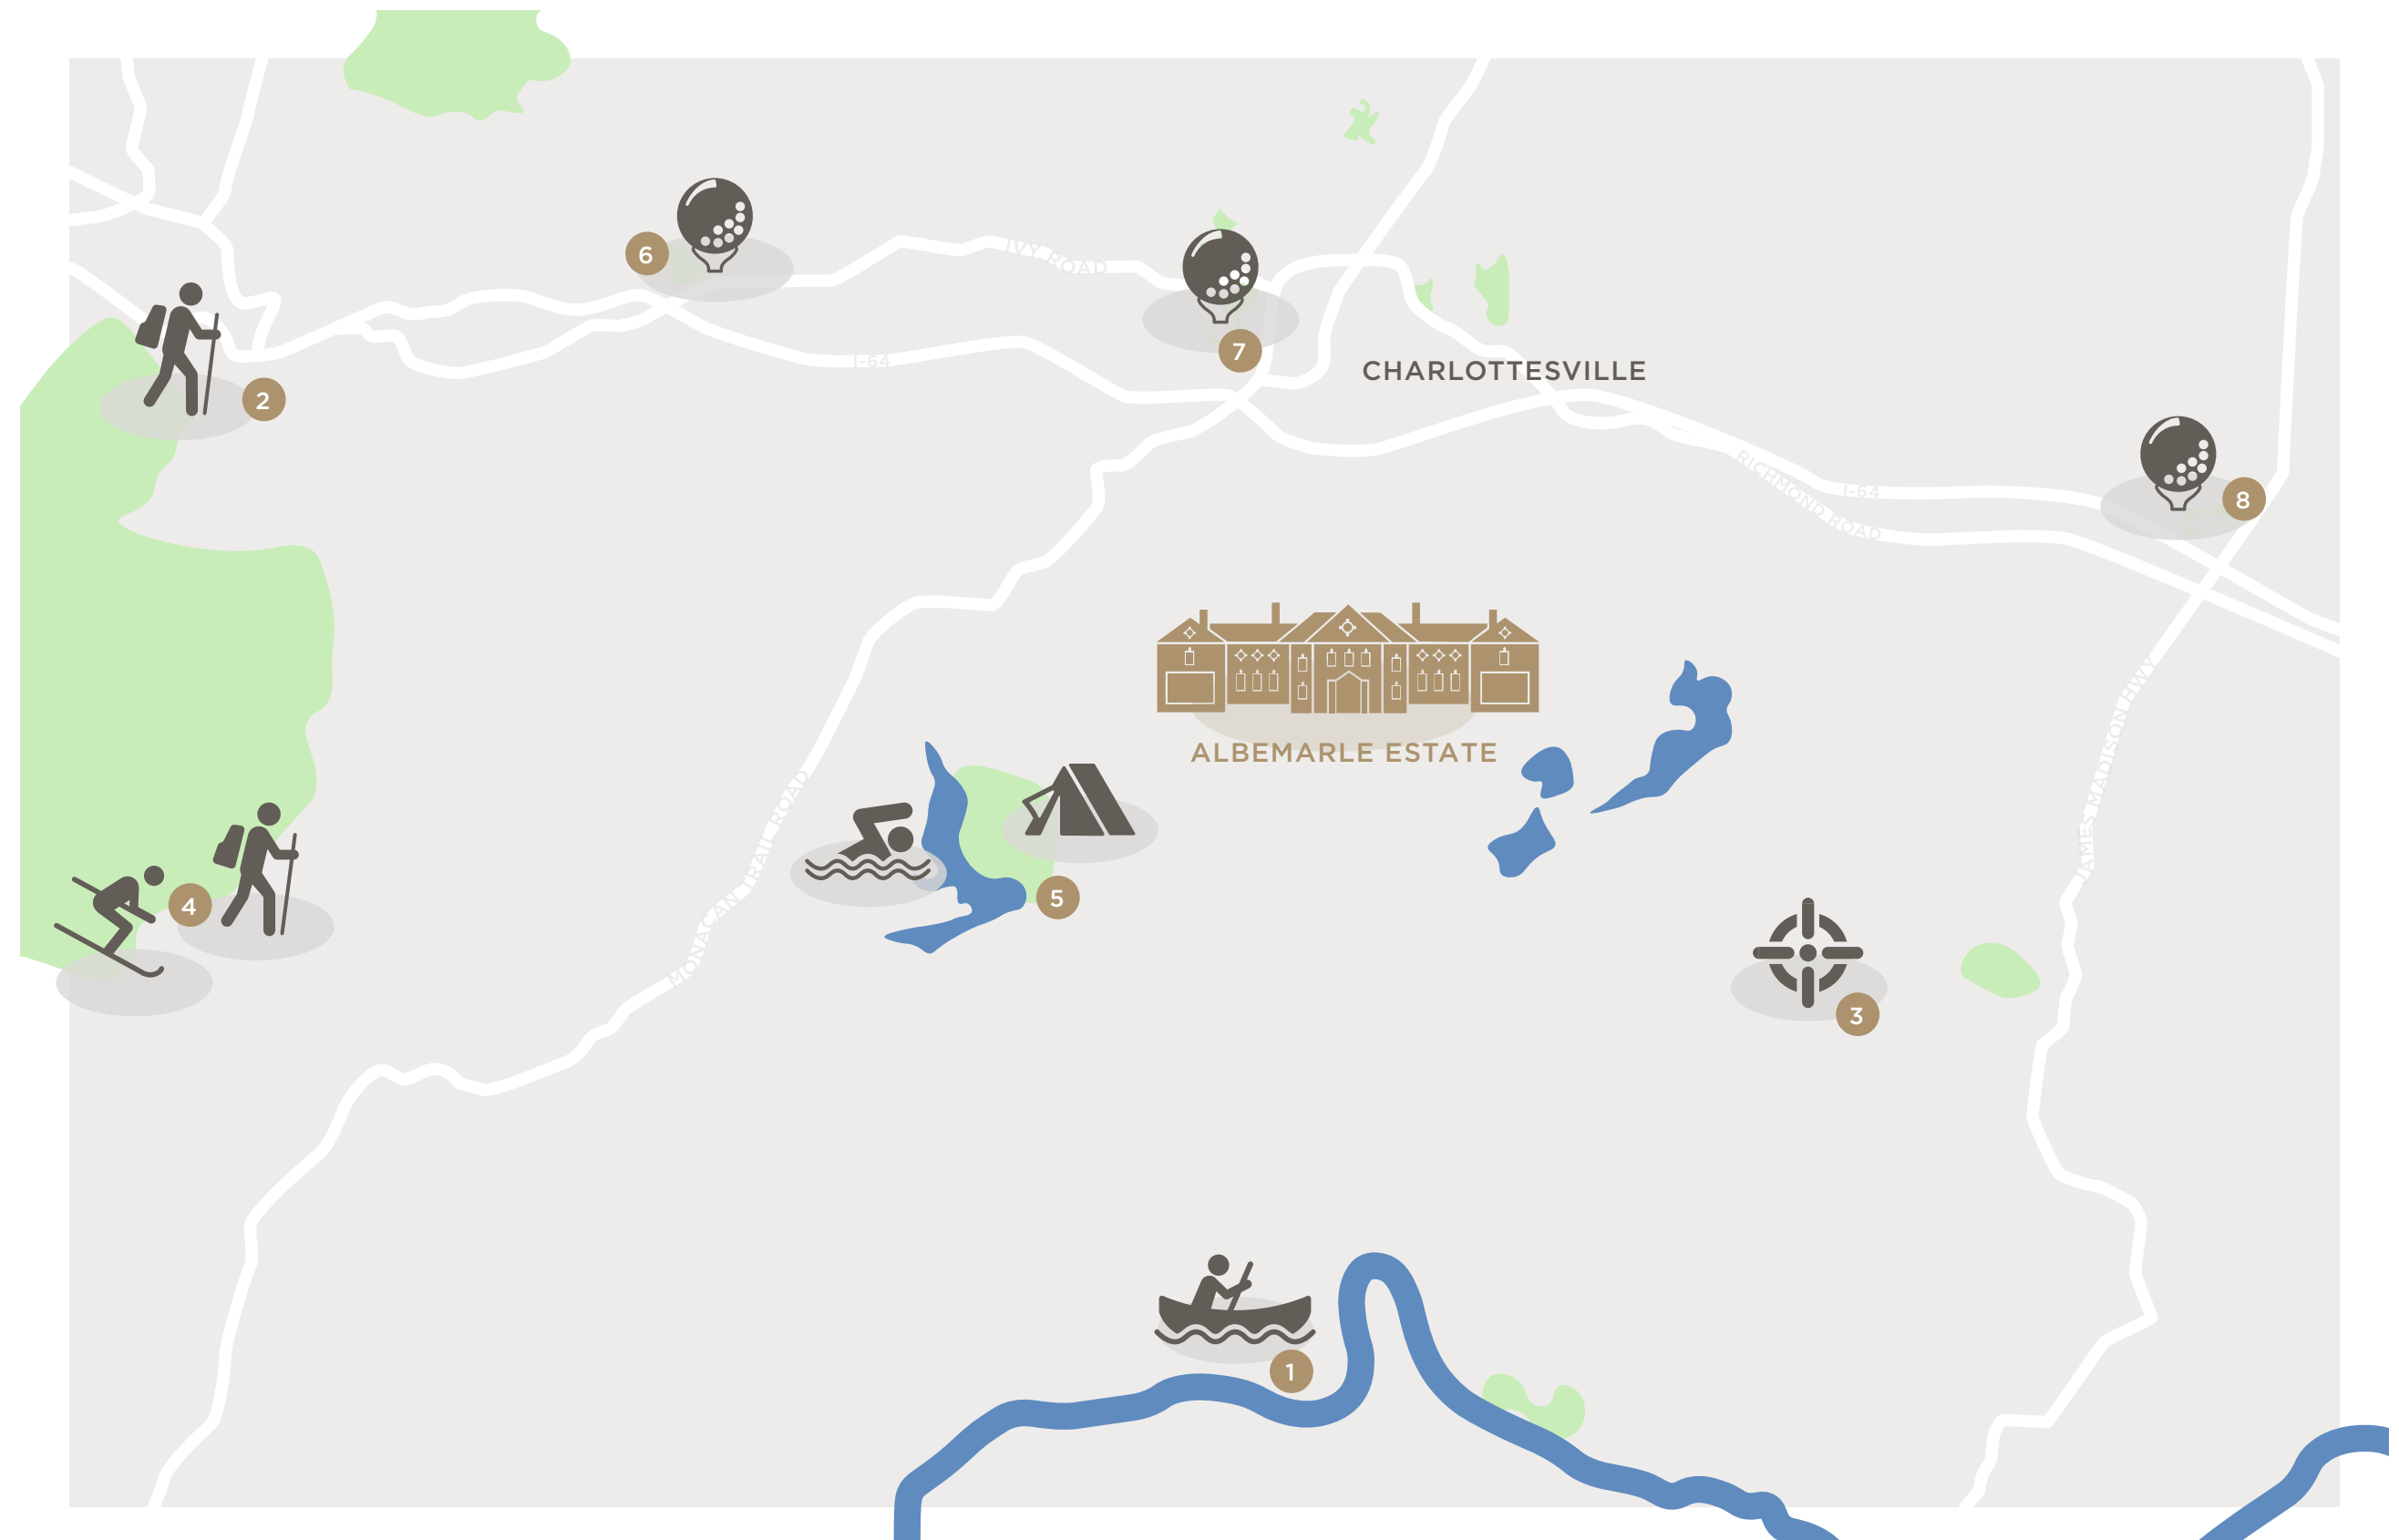 6
IVY ROAD
7
I-64
CHARLOTTESVILLE
2
RICHMOND ROAD
I-64
8
ALBEMARLE ESTATE
JAMES MADISON HWY
MONACAN TRAIL ROAD
4
5
3
1